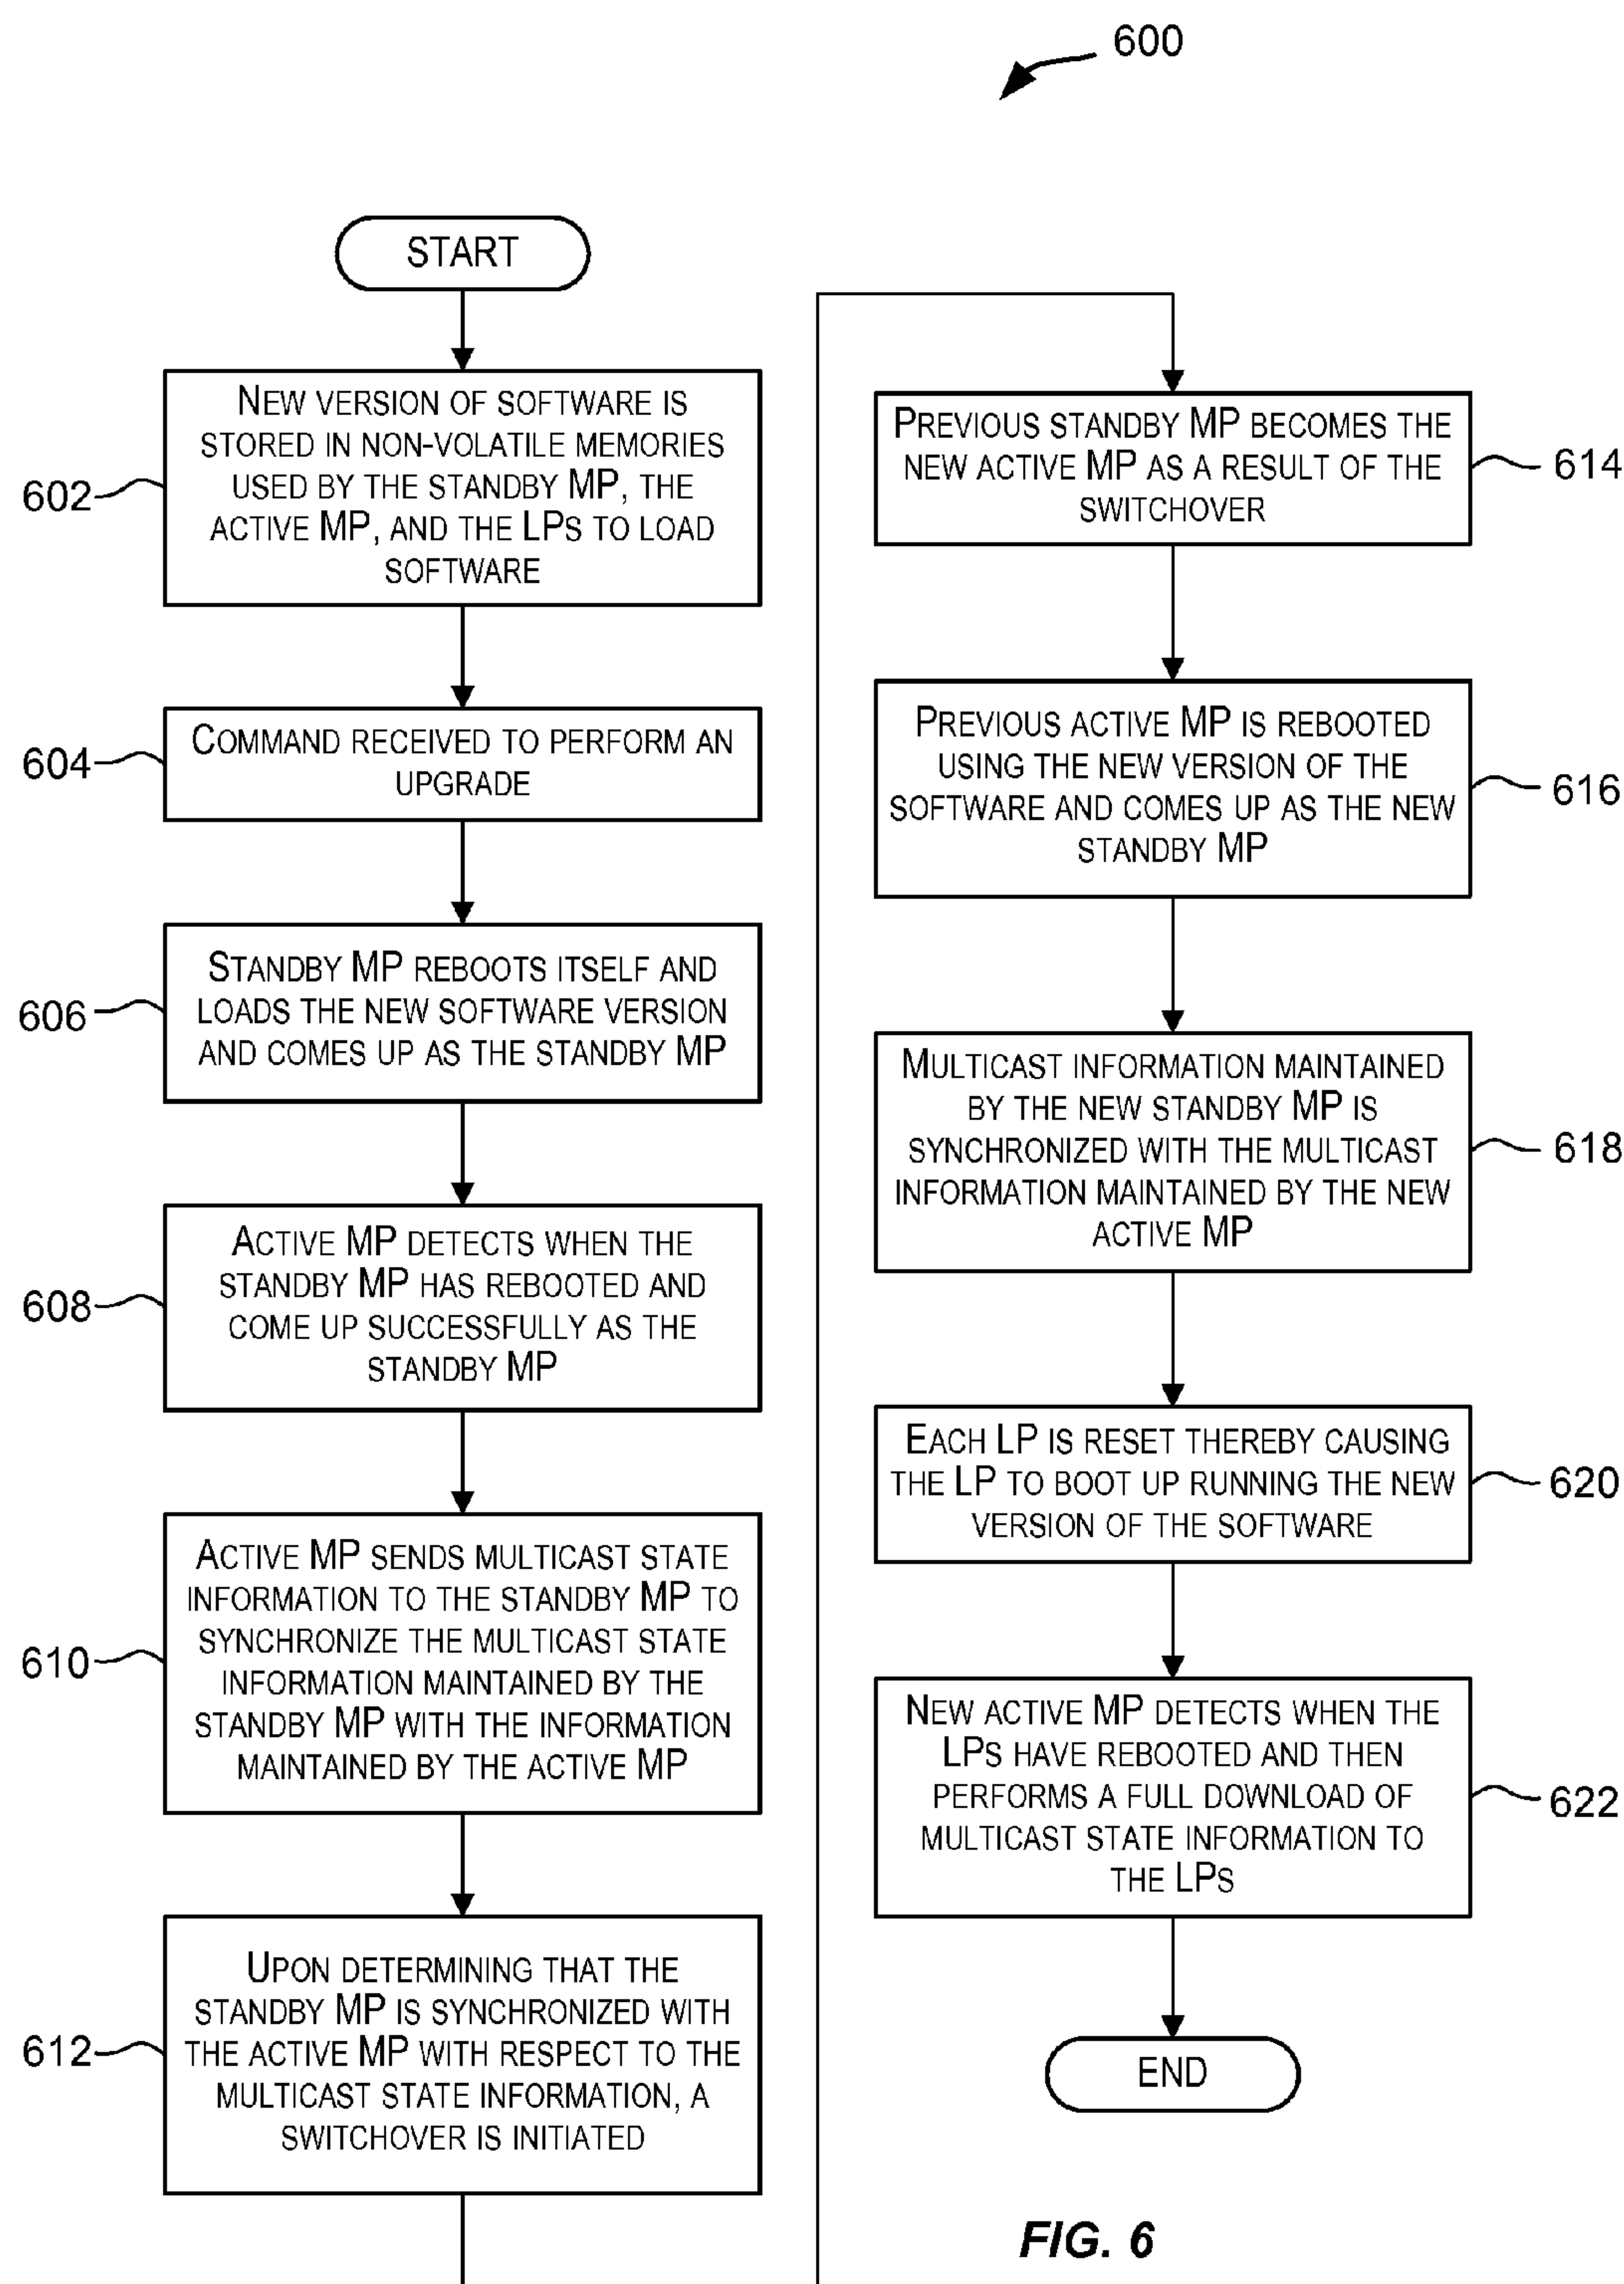 600
START
NEW VERSION OF SOFTWARE IS
STORED IN NON-VOLATILE MEMORIES
USED BY THE STANDBY MP, THE
ACTIVE MP, AND THE LPS TO LOAD
SOFTWARE
602
COMMAND RECEIVED TO PERFORM AN
UPGRADE
604
STANDBY MP REBOOTS ITSELF AND
LOADS THE NEW SOFTWARE VERSION
AND COMES UP AS THE STANDBY MP
606
ACTIVE MP DETECTS WHEN THE
STANDBY MP HAS REBOOTED AND
COME UP SUCCESSFULLY AS THE
STANDBY MP
608
ACTIVE MP SENDS MULTICAST STATE
INFORMATION TO THE STANDBY MP TO
SYNCHRONIZE THE MULTICAST STATE
INFORMATION MAINTAINED BY THE
STANDBY MP WITH THE INFORMATION
MAINTAINED BY THE ACTIVE MP
610
UPON DETERMINING THAT THE
STANDBY MP IS SYNCHRONIZED WITH
THE ACTIVE MP WITH RESPECT TO THE
MULTICAST STATE INFORMATION, A
SWITCHOVER IS INITIATED
612
PREVIOUS STANDBY MP BECOMES THE
NEW ACTIVE MP AS A RESULT OF THE
SWITCHOVER
614
PREVIOUS ACTIVE MP IS REBOOTED
USING THE NEW VERSION OF THE
SOFTWARE AND COMES UP AS THE NEW
STANDBY MP
616
MULTICAST INFORMATION MAINTAINED
BY THE NEW STANDBY MP IS
SYNCHRONIZED WITH THE MULTICAST
INFORMATION MAINTAINED BY THE NEW
ACTIVE MP
618
EACH LP IS RESET THEREBY CAUSING
THE LP TO BOOT UP RUNNING THE NEW
VERSION OF THE SOFTWARE
620
NEW ACTIVE MP DETECTS WHEN THE
LPS HAVE REBOOTED AND THEN
PERFORMS A FULL DOWNLOAD OF
MULTICAST STATE INFORMATION TO
THE LPS
622
END
FIG. 6